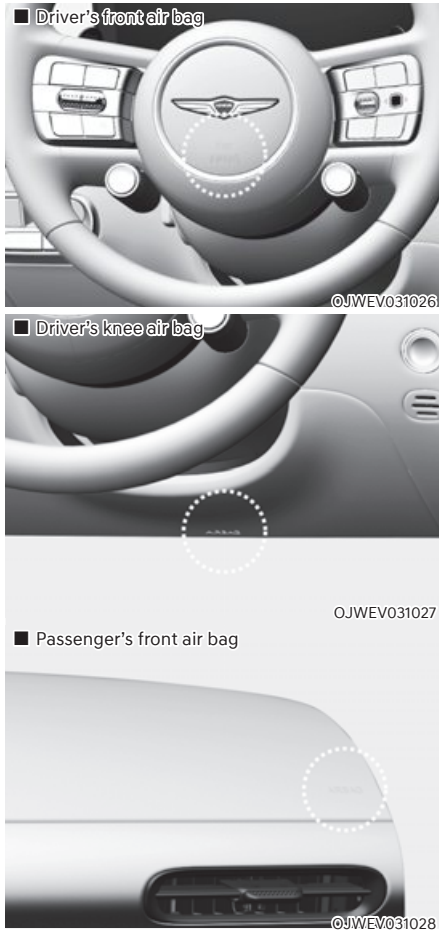 ■ Driver's front air bag
OJWEV031026
■ Driver's knee air bag
OJWEV031027
■ Passenger's front air bag
OJWEV031028